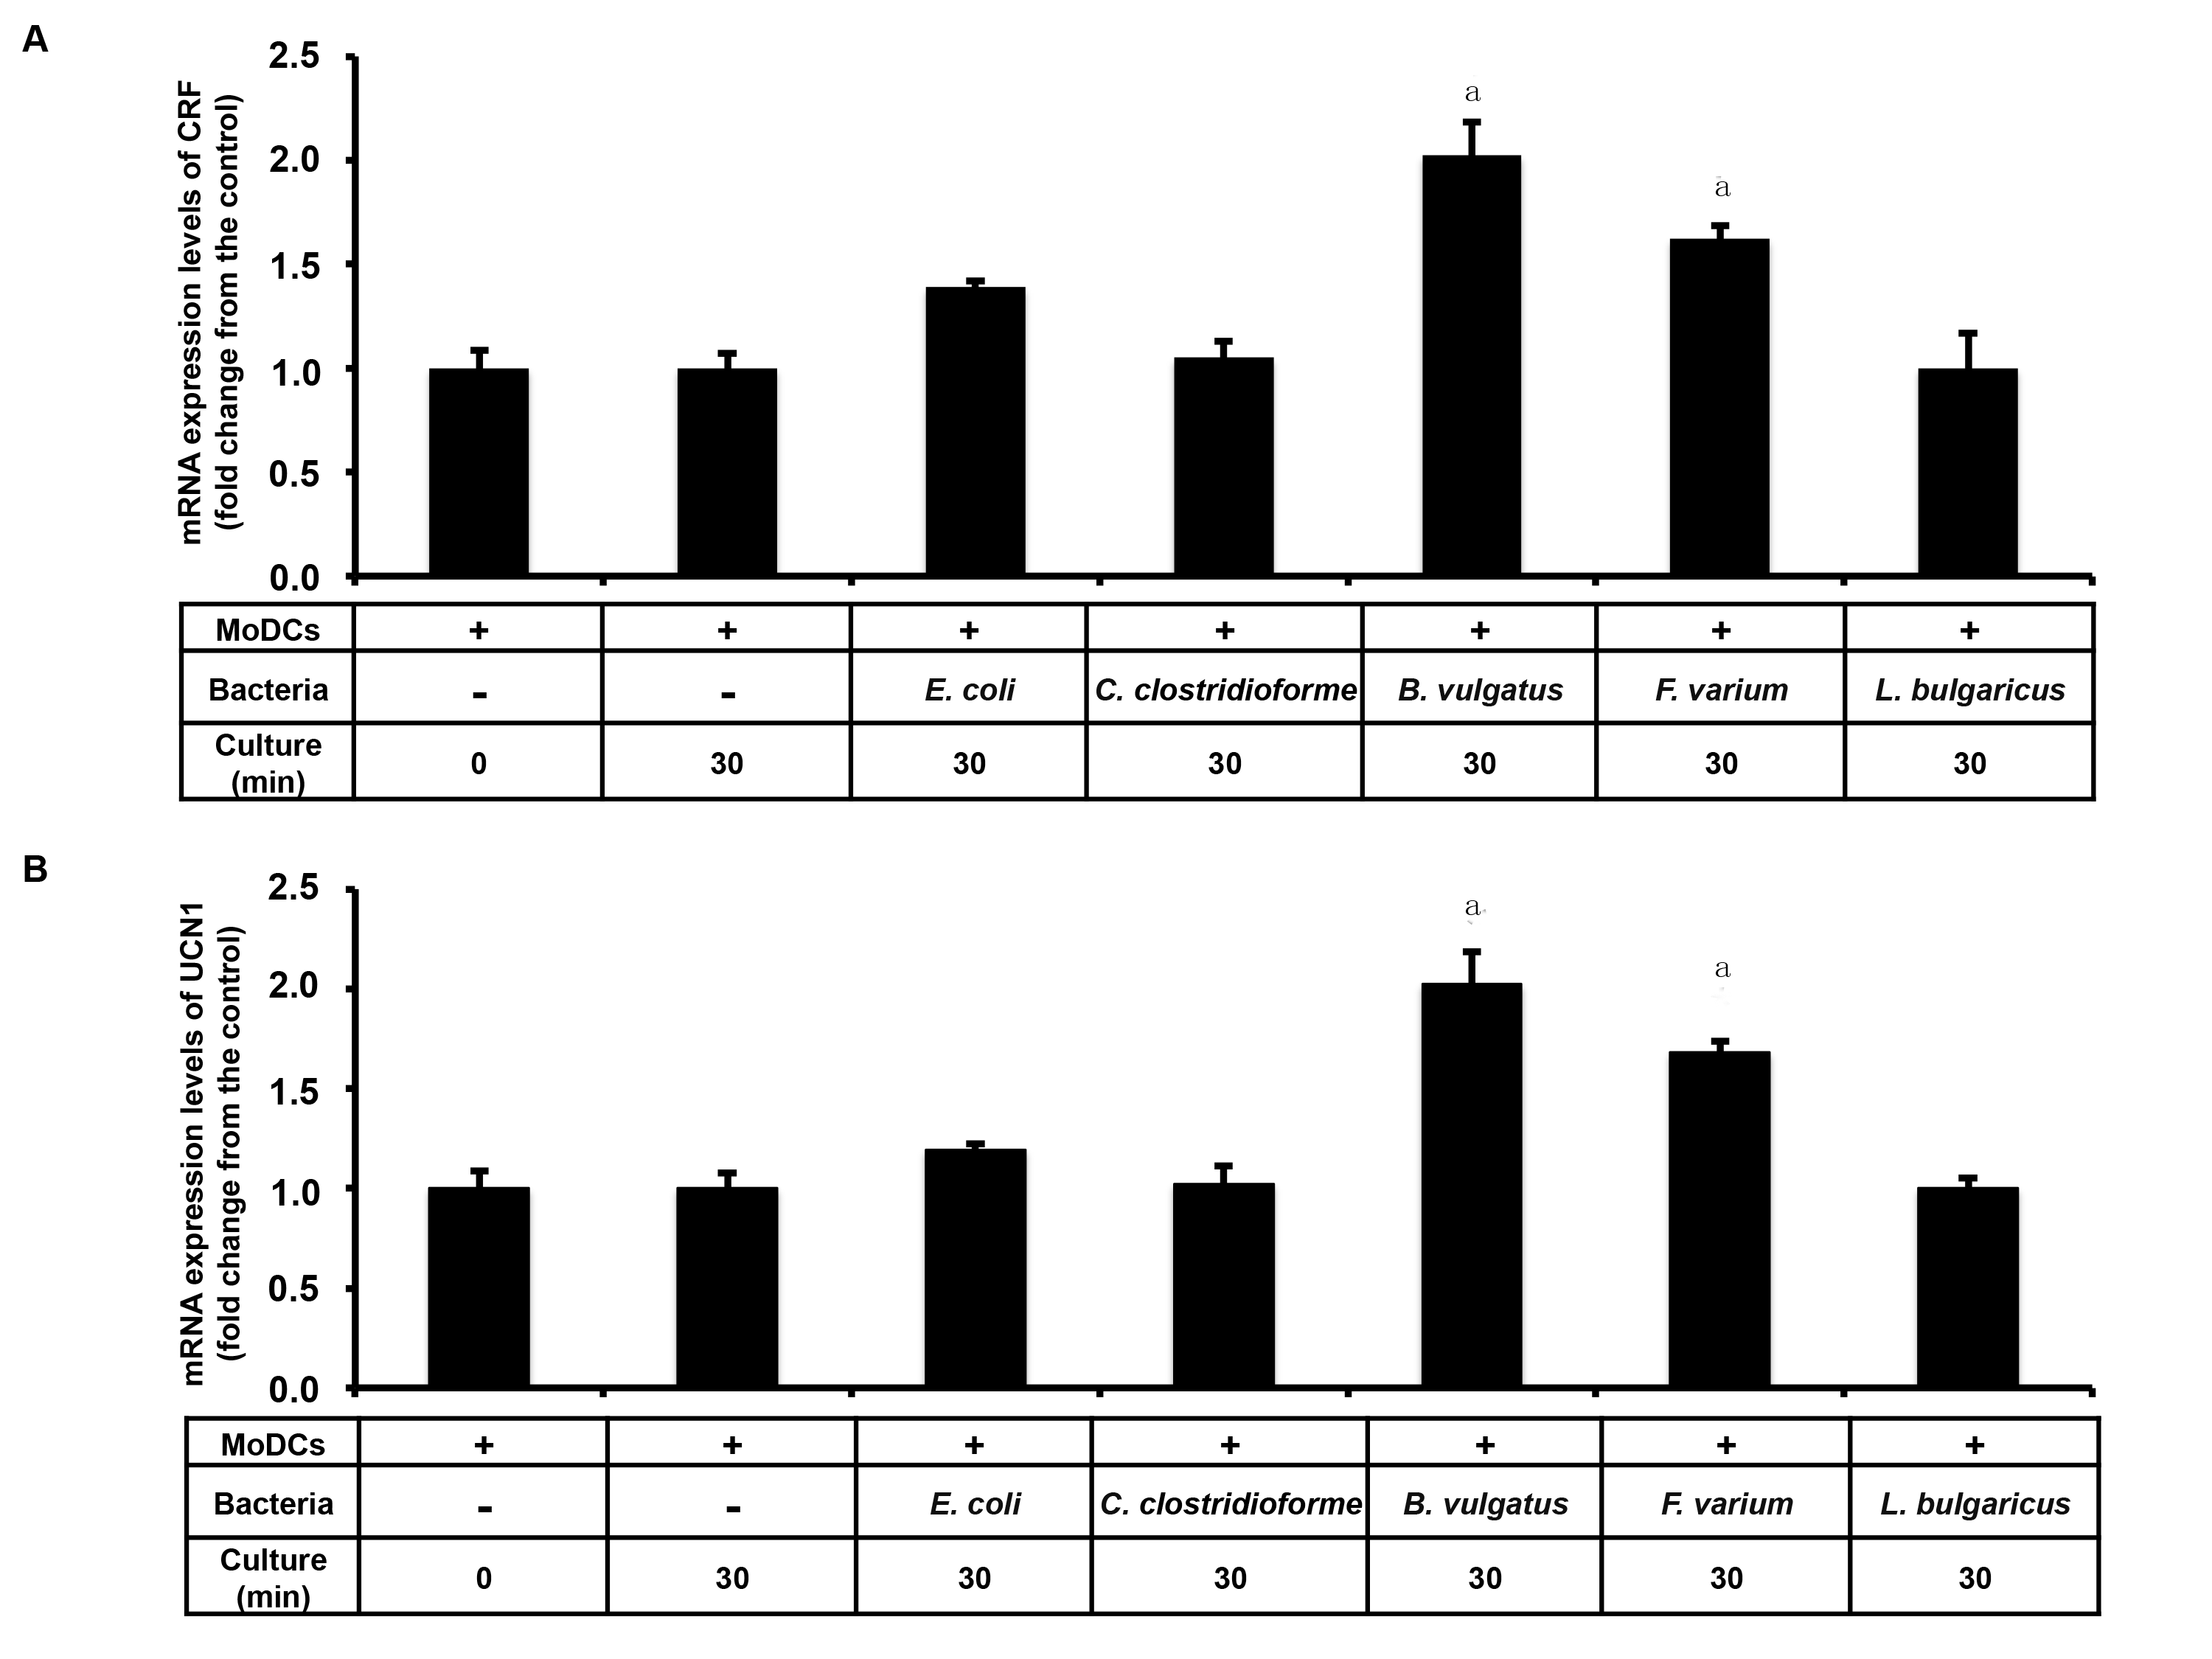 A
mRNA expression levels of CRF
(fold change from the control)
2.5
2.0
1.5
1.0
0.5
0.0
a
a
MoDCs + + + + + + +
Bacteria - - E. coli C. clostridioforme B. vulgatus F. varium L. bulgaricus
Culture
(min) 0 30 30 30 30 30 30
B
mRNA expression levels of UCN1
(fold change from the control)
2.5
2.0
1.5
1.0
0.5
0.0
a
a
MoDCs + + + + + + +
Bacteria - - E. coli C. clostridioforme B. vulgatus F. varium L. bulgaricus
Culture
(min) 0 30 30 30 30 30 30